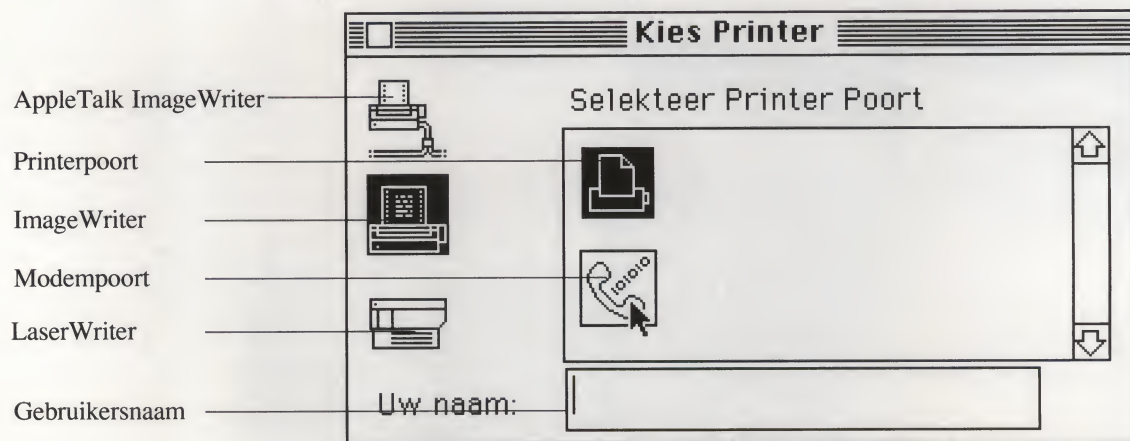 Kies Printer
AppleTalk ImageWriter
Selekteer Printer Poort
Printerpoort
ImageWriter
Modempoort
LaserWriter
Gebruikersnaam
Uw naam: